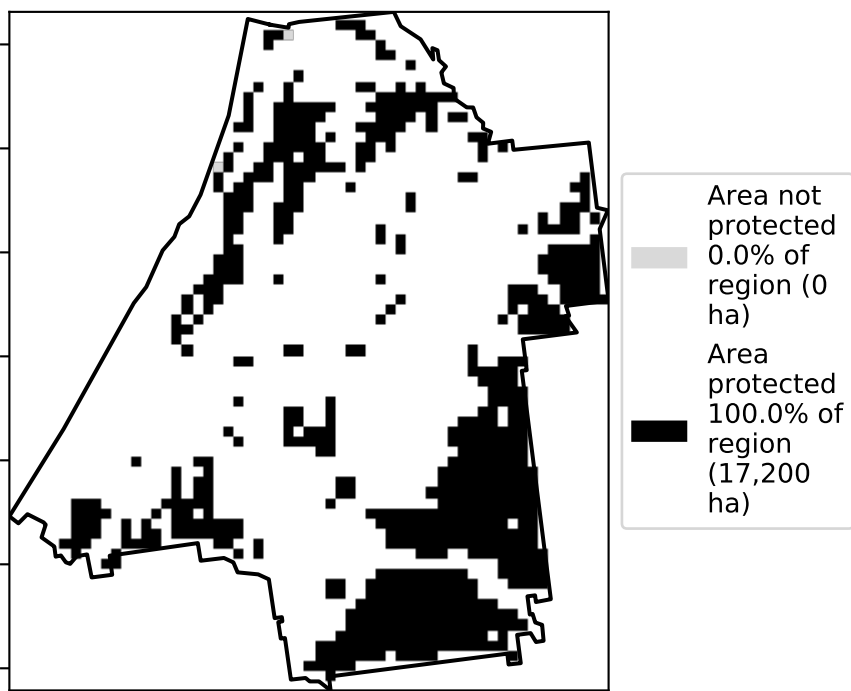 Area not
protected
0.0% of
region (0
ha)
Area
protected
100.0% of
region
(17,200
ha)